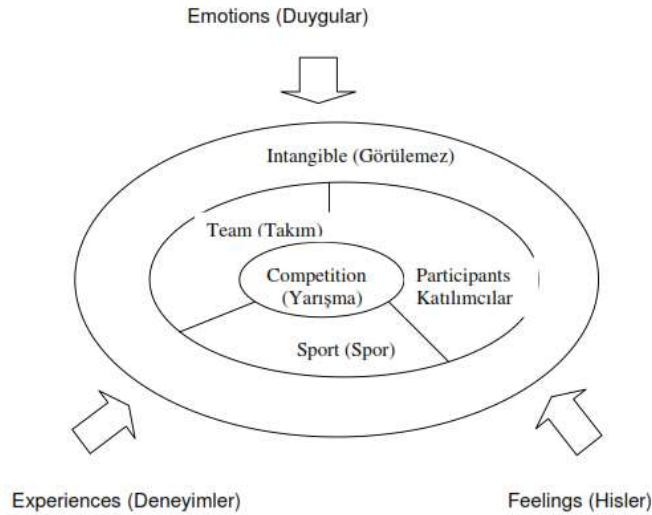 Emotions (Duygular)
Intangible (Görülemez)
Team (Takım)
Competition
(Yarışma)
Participants
Katılımcılar
Sport (Spor)
Experiences (Deneyimler)
Feelings (Hisler)